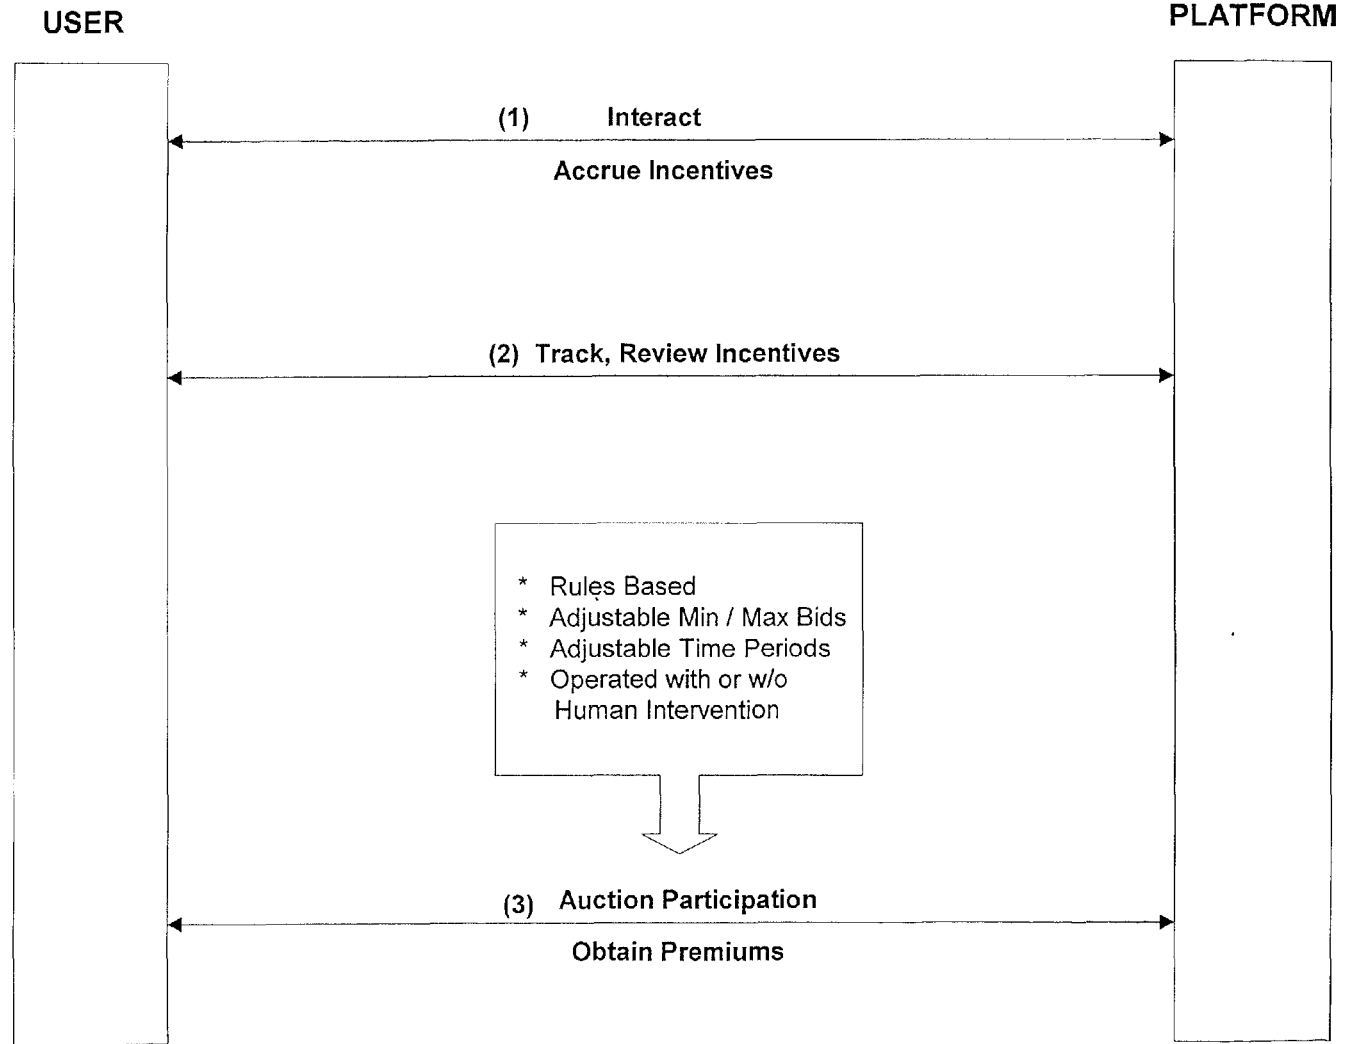 USER
PLATFORM
(1) Interact
Accrue Incentives
(2) Track, Review Incentives
* Rules Based
* Adjustable Min / Max Bids
* Adjustable Time Periods
* Operated with or w/o
Human Intervention
(3) Auction Participation
Obtain Premiums